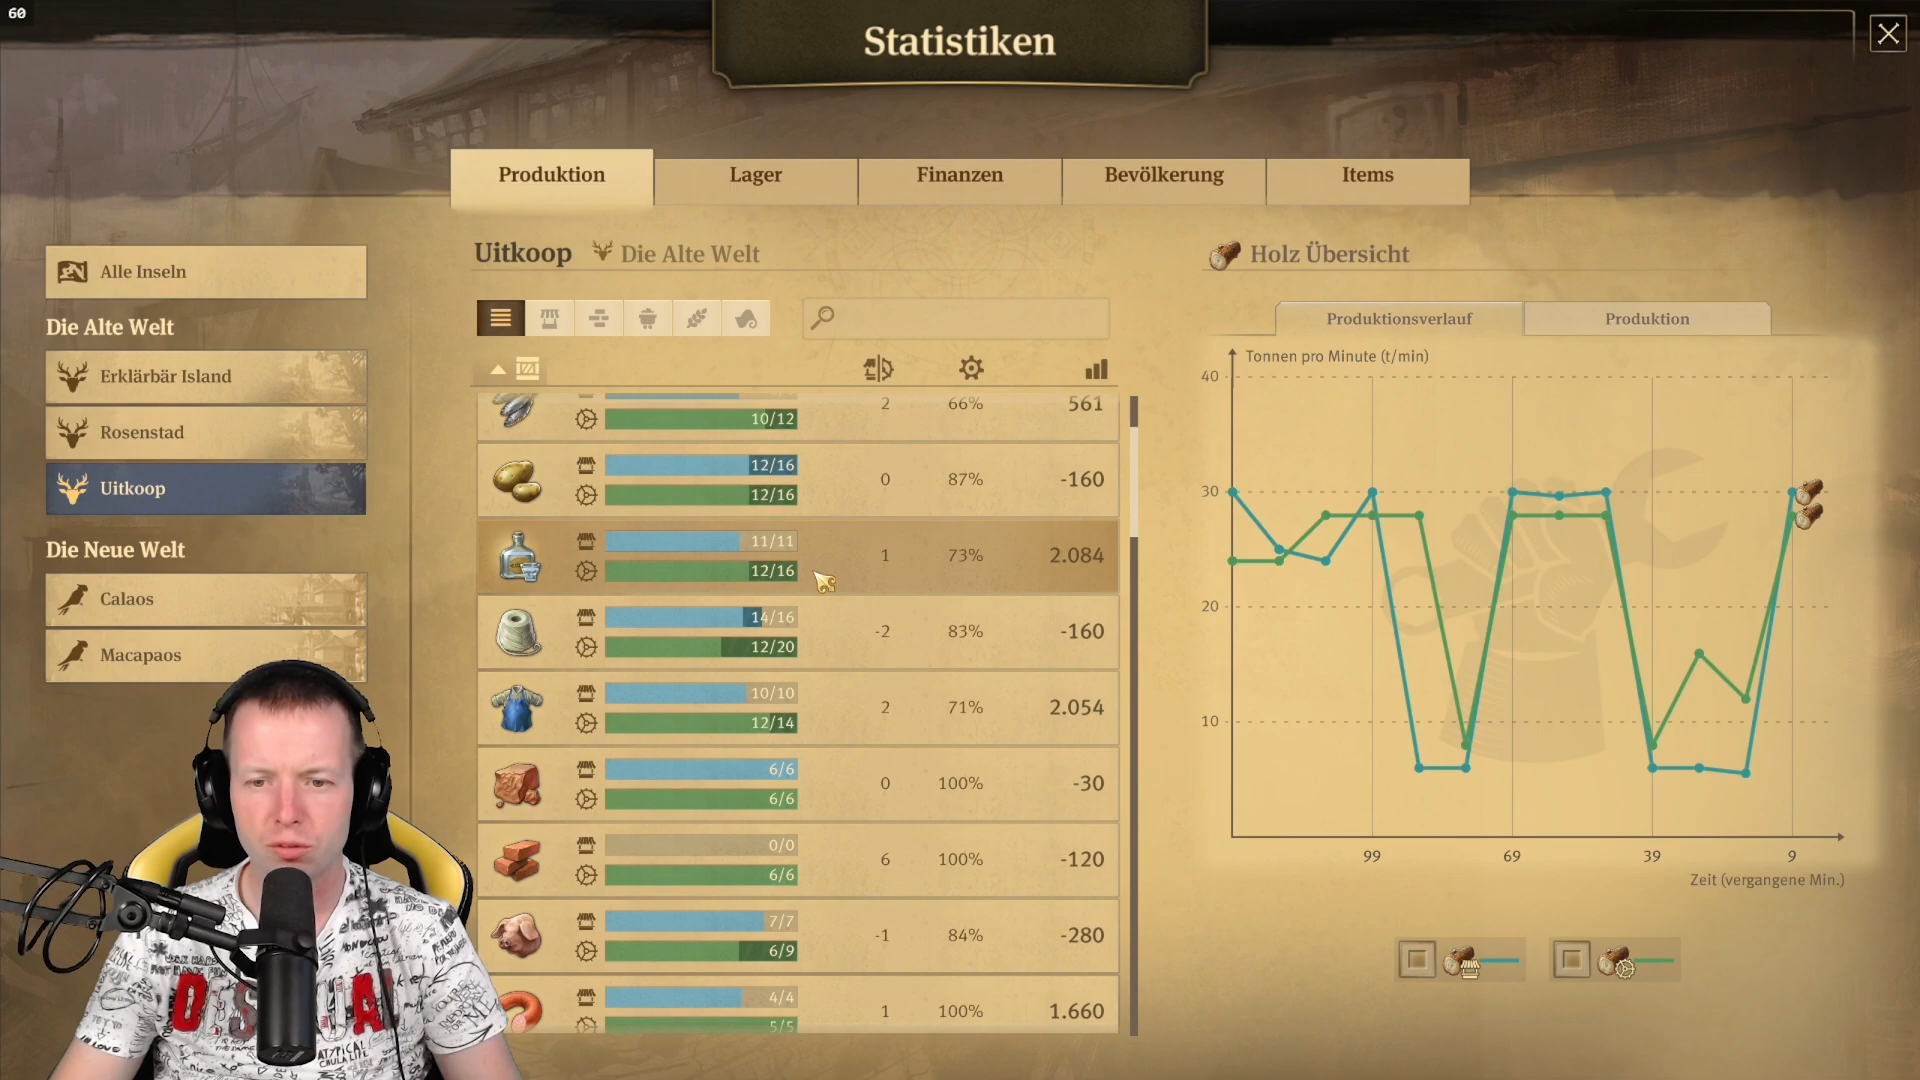 60
Statistiken
Produktion
Lager
Finanzen
Bevölkerung
Items
Alle Inseln
Die Alte Welt
Erklärbär Island
Rosenstad
Uitkoop
Die Neue Welt
Calaos
Macapaos
Uitkoop
Die Alte Welt
10/12
2
66%
561
12/16
12/16
0
87%
-160
11/11
12/16
1
73%
2.084
14/16
12/20
-2
83%
-160
10/10
12/14
2
71%
2.054
6/6
6/6
0
100%
-30
0/0
6/6
6
100%
-120
7/7
6/9
-1
84%
-280
4/4
5/5
1
100%
1.660
Holz Übersicht
Produktionsverlauf
Produktion
Tonnen pro Minute (t/min)
40
30
20
10
99
69
39
9
Zeit (vergangene Min.)
ATYPICAL